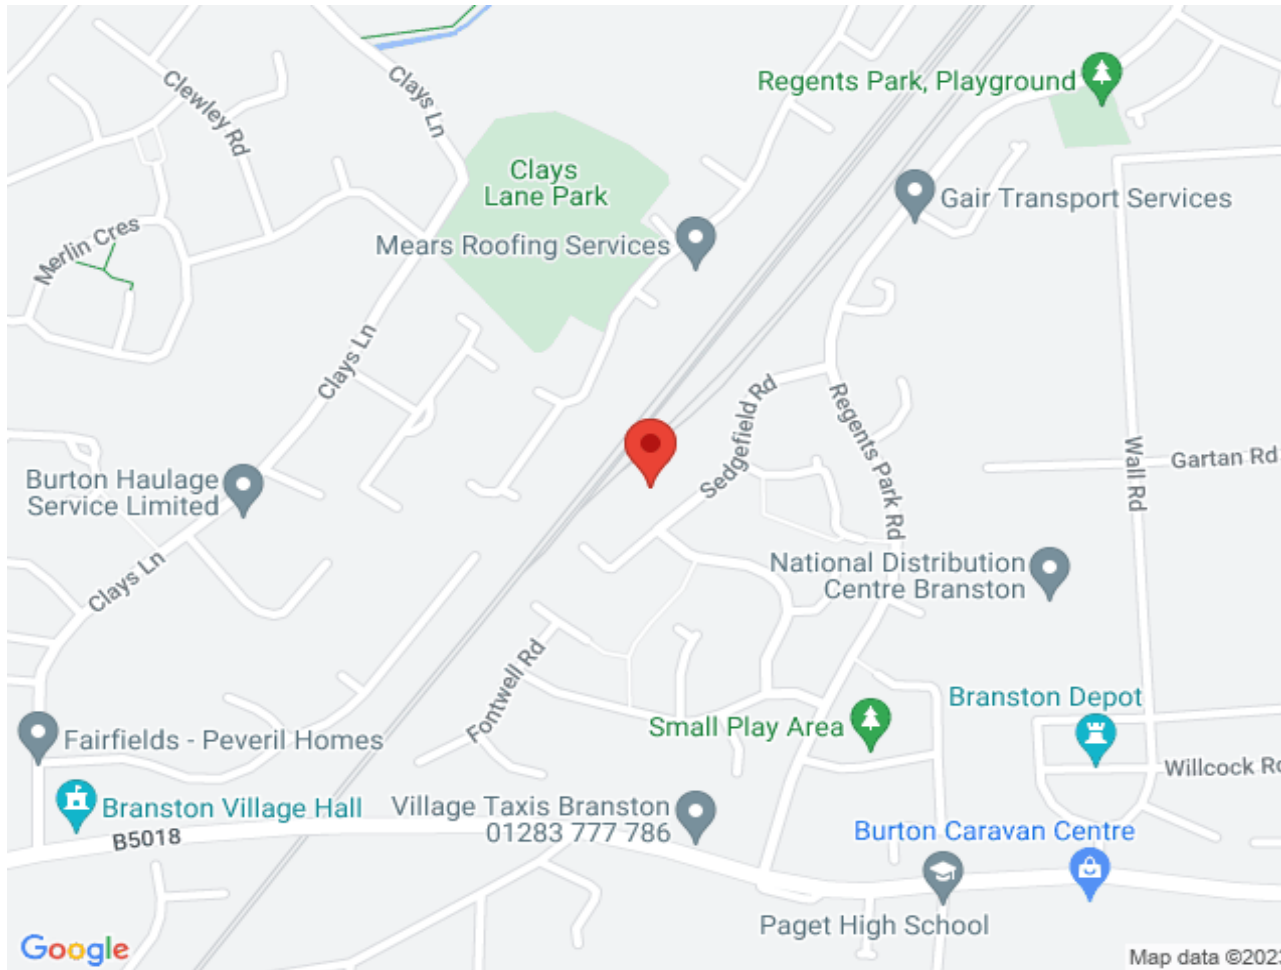 Regents Park, Playground
Clays Ln
Clewley Rd
Clays
Lane Park
Gair Transport Services
Merlin Cres
Mears Roofing Services
Clays Ln
Sedgefield Rd
Regents Park Rd
Wall Rd
Gartan Rd
Burton Haulage
Service Limited
Clays Ln
National Distribution
Centre Branston
Fontwell Rd
Branston Depot
Small Play Area
Fairfields - Peveril Homes
Willcock Rd
Branston Village Hall
Village Taxis Branston
01283 777 786
B5018
Burton Caravan Centre
Paget High School
Google
Map data ©202